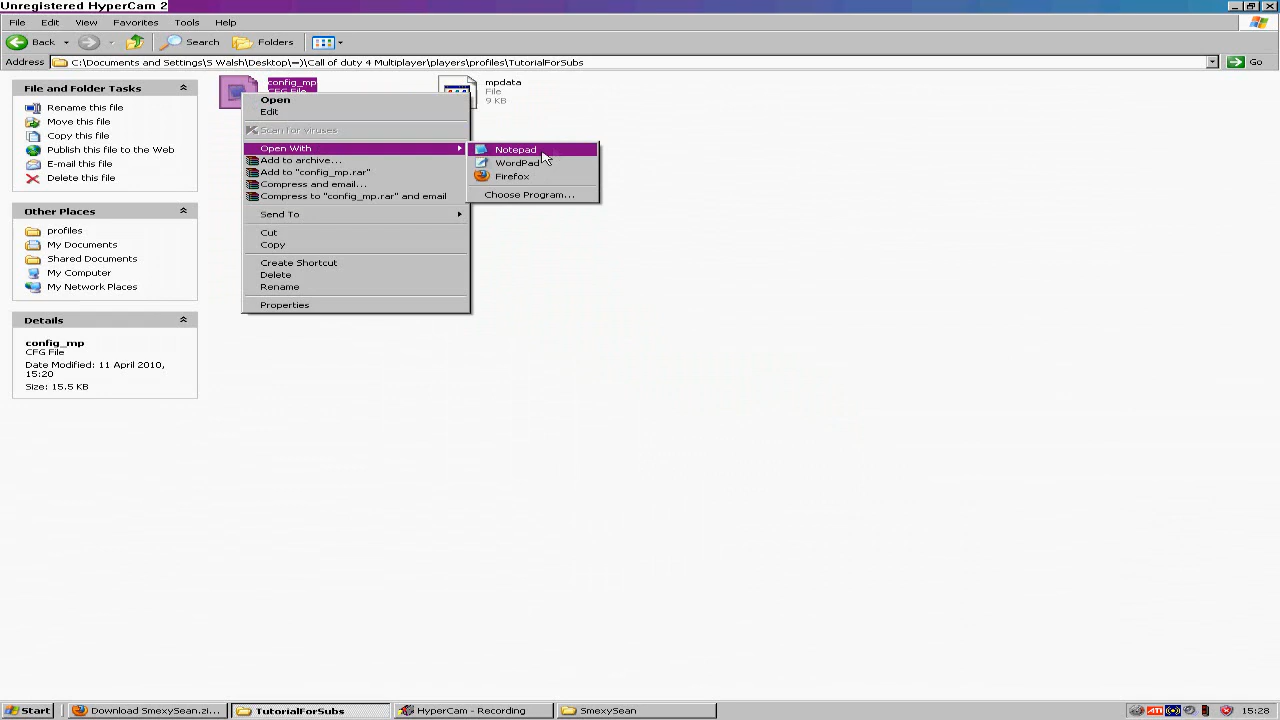 Unregistered HyperCam 2
File Edit View Favorites Tools Help
Back Search Folders
Address C:\Documents and Settings\S Walsh\Desktop\—)\Call of duty 4 Multiplayer\players\profiles\TutorialForSubs Go
File and Folder Tasks
Rename this file
Move this file
Copy this file
Publish this file to the Web
E-mail this file
Delete this file
Other Places
profiles
My Documents
Shared Documents
My Computer
My Network Places
Details
config_mp
CFG File
Date Modified: 11 April 2010,
15:20
Size: 15.5 KB
config_mp
CFG File
mpdata
File
9 KB
Open
Edit
Scan for viruses
Open With
Add to archive...
Add to "config_mp.rar"
Compress and email...
Compress to "config_mp.rar" and email
Send To
Cut
Copy
Create Shortcut
Delete
Rename
Properties
Notepad
WordPad
Firefox
Choose Program...
Start Download SmexySean.zi... TutorialForSubs HyperCam - Recording SmexySean ATI 15:28